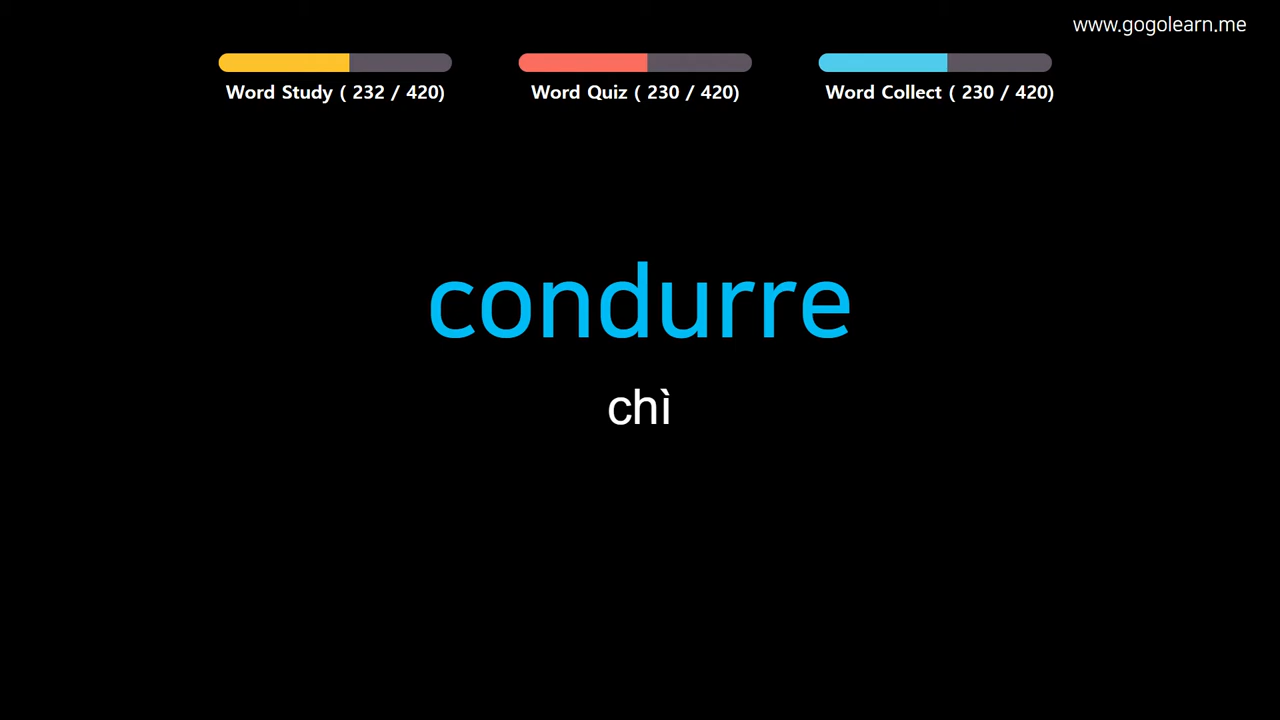 www.gogolearn.me
Word Study ( 232 / 420)
Word Quiz ( 230 / 420)
Word Collect ( 230 / 420)
condurre
chì